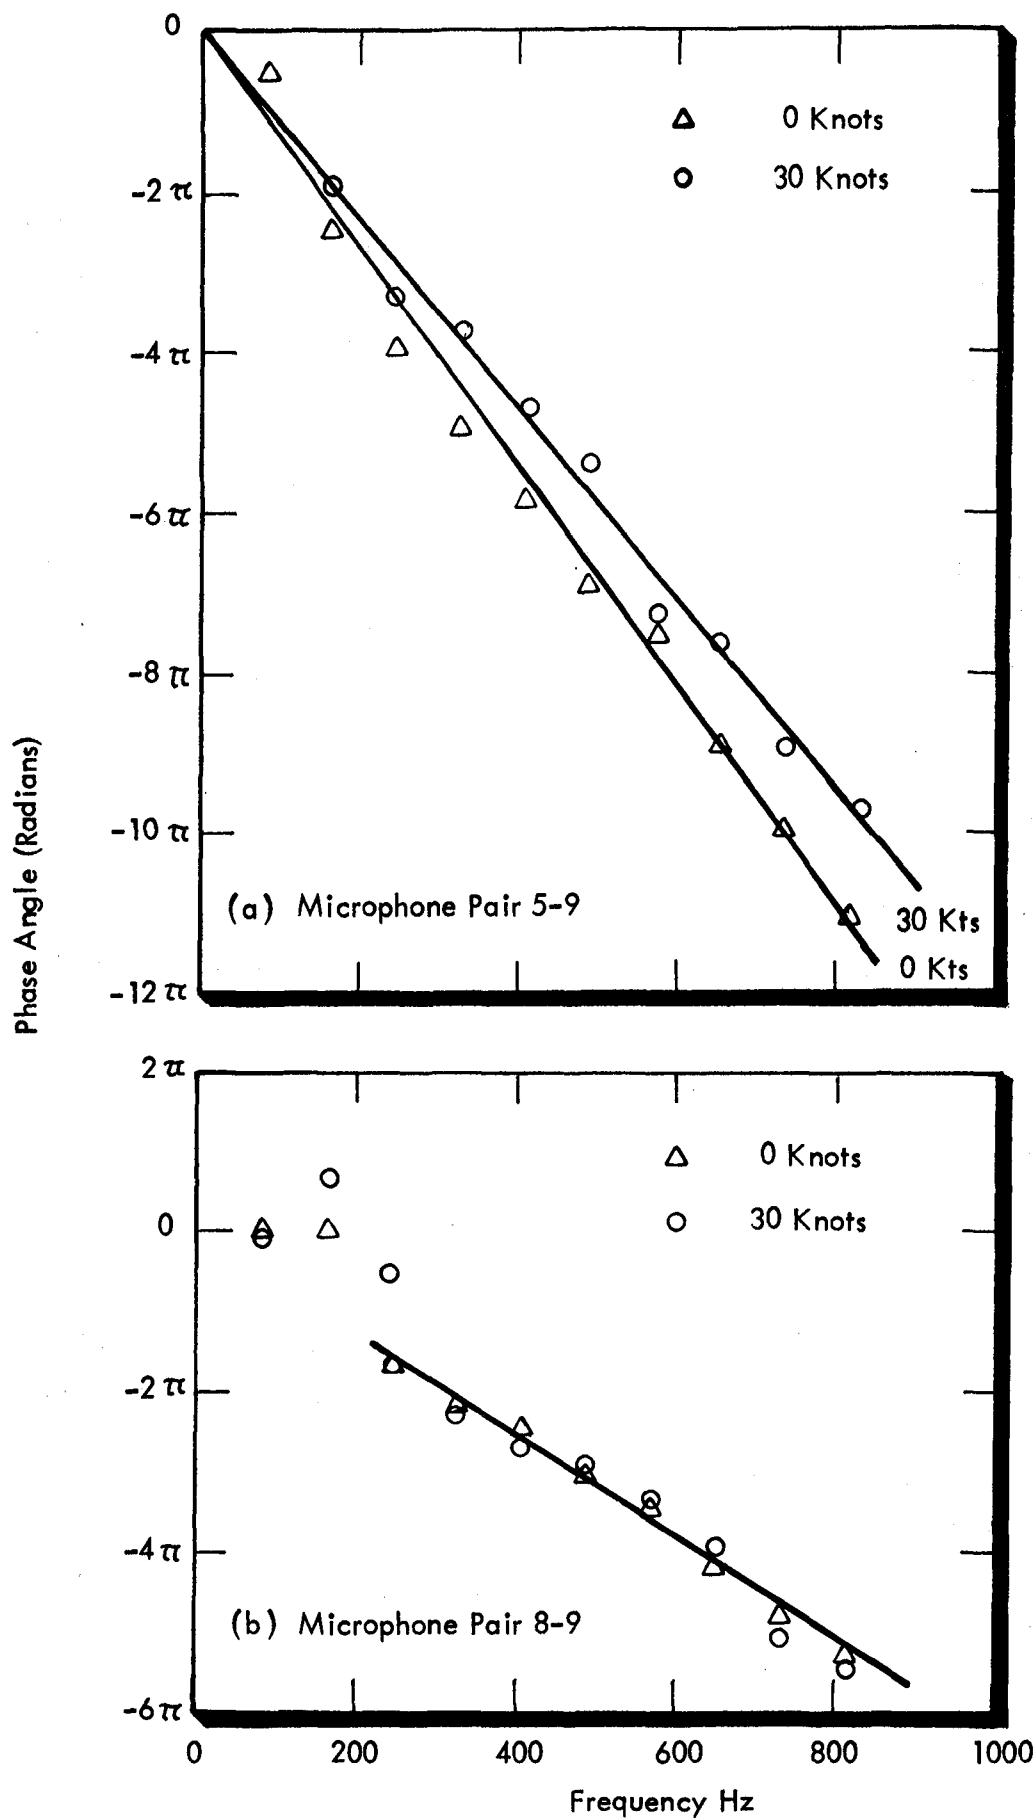 0
△ 0 Knots
○ 30 Knots
-2 π
-4 π
-6 π
-8 π
-10 π
-12 π
(a) Microphone Pair 5-9
30 Kts
0 Kts
Phase Angle (Radians)
2 π
0
-2 π
-4 π
-6 π
△ 0 Knots
○ 30 Knots
(b) Microphone Pair 8-9
0 200 400 600 800 1000
Frequency Hz